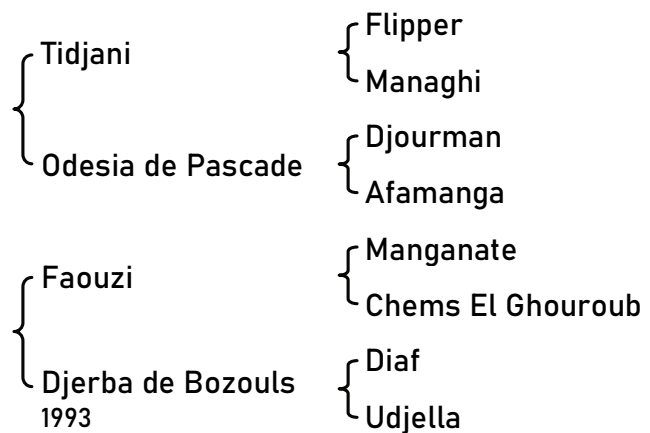 Tidjani
Flipper
Managhi
Odesia de Pascade
Djourman
Afamanga
Faouzi
Manganate
Chems El Ghouroub
Djerba de Bozouls
1993
Diaf
Udjella